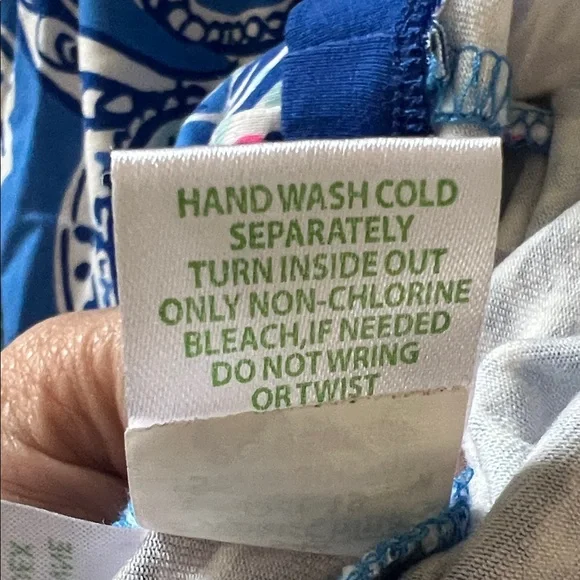 HAND WASH COLD
SEPARATELY
TURN INSIDE OUT
ONLY NON-CHLORINE
BLEACH,IF NEEDED
DO NOT WRING
OR TWIST